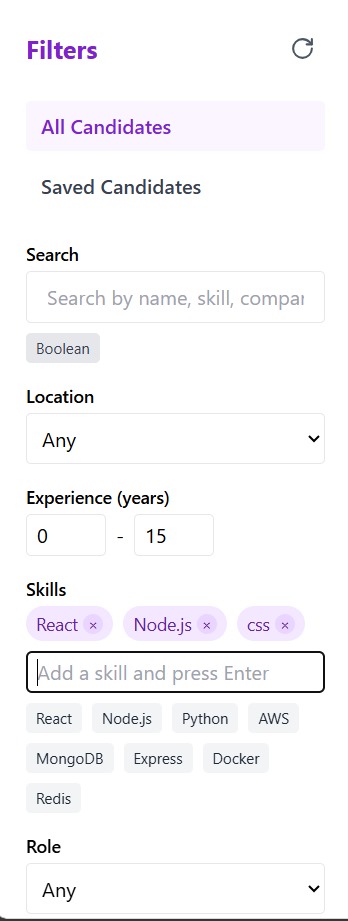 Filters
All Candidates
Saved Candidates
Search
Search by name, skill, compar
Boolean
Location
Any
Experience (years)
0 - 15
Skills
React × Node.js × css ×
Add a skill and press Enter
React Node.js Python AWS
MongoDB Express Docker
Redis
Role
Any